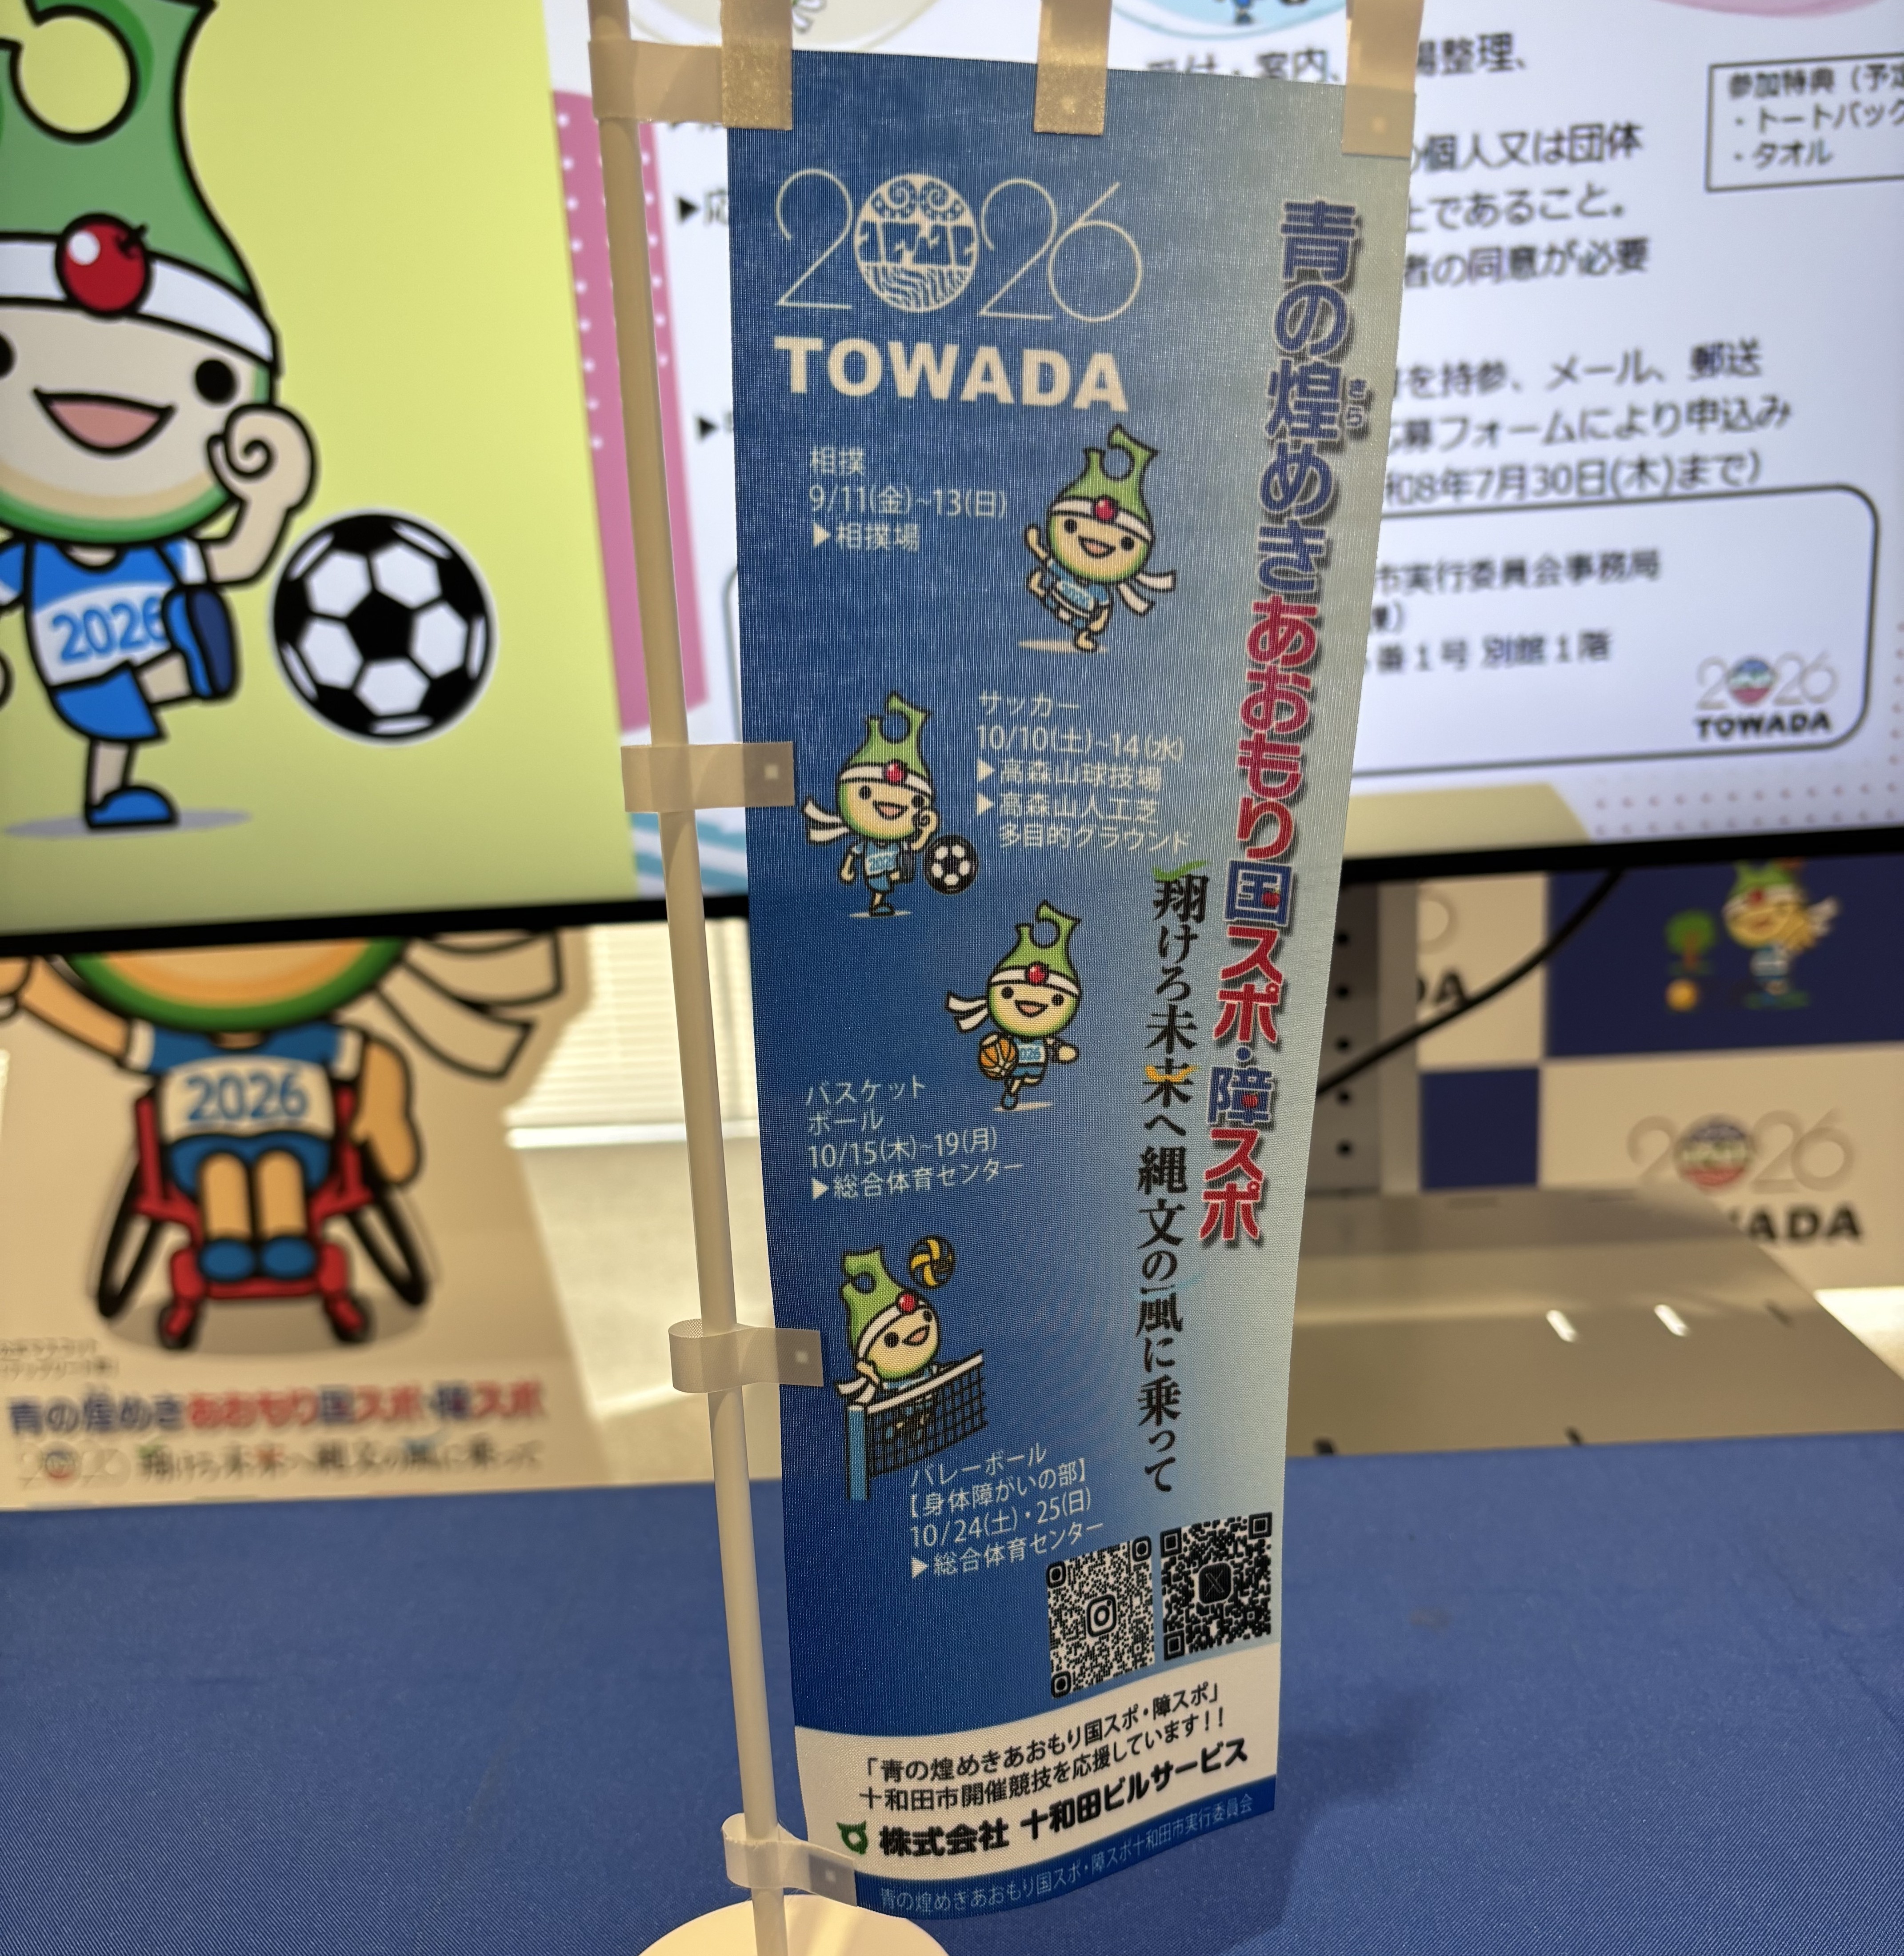 2026
TOWADA
相撲
9/11(金)~13(日)
▶相撲場
サッカー
10/10(土)~14(水)
▶高森山球技場
▶高森山人工芝
多目的グラウンド
バスケット
ボール
10/15(木)~19(月)
▶総合体育センター
バレーボール
【身体障がいの部】
10/24(土)・25(日)
▶総合体育センター
青の煌めきあおもり国スポ・障スポ
きら
翔けろ未来へ縄文の風に乗って
「青の煌めきあおもり国スポ・障スポ」
十和田市開催競技を応援しています!!
株式会社 十和田ビルサービス
青の煌めきあおもり国スポ・障スポ十和田市実行委員会
2026
2026
2026
2026
2026
場整理、
個人又は団体
であること。
者の同意が必要
を持参、メール、郵送
募フォームにより申込み
和8年7月30日(木)まで)
市実行委員会事務局
番1号 別館1階
2026
TOWADA
参加特典(予定
・トートバック
・タオル
2026
青の煌めきあおもり国スポ・障スポ
2026 翔けろ未来へ縄文の風に乗って
DA
2026
WADA